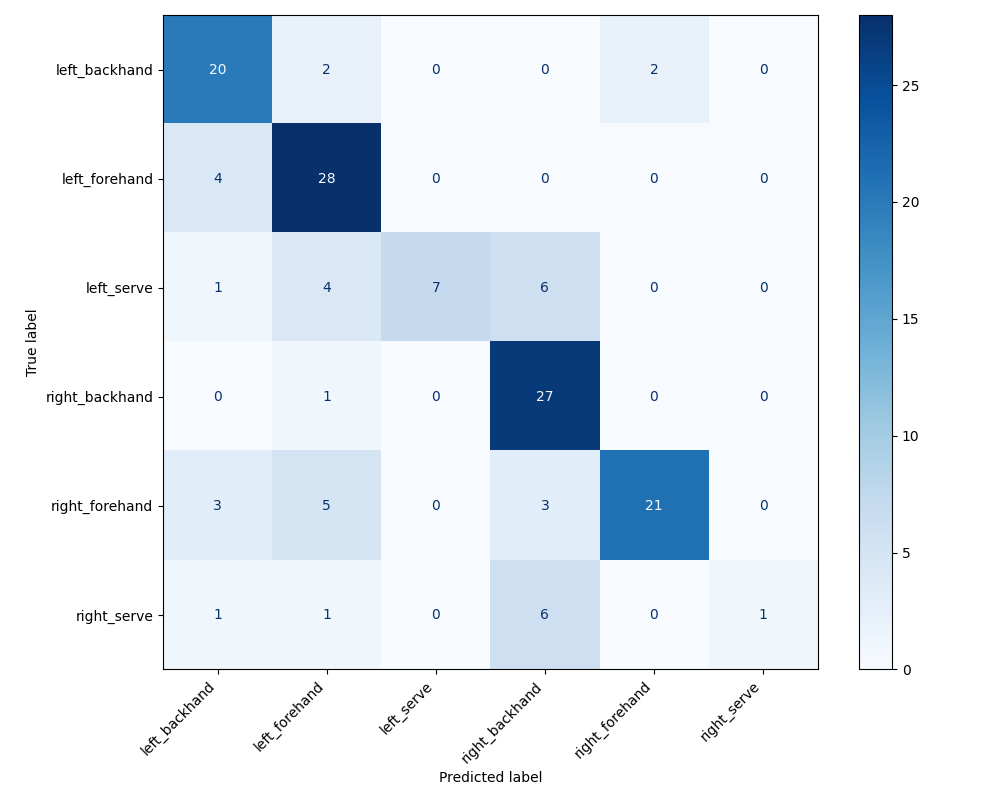 left_backhand 20 2 0 0 2 0
left_forehand 4 28 0 0 0 0
left_serve 1 4 7 6 0 0
right_backhand 0 1 0 27 0 0
right_forehand 3 5 0 3 21 0
right_serve 1 1 0 6 0 1
True label
left_backhand left_forehand left_serve right_backhand right_forehand right_serve
Predicted label
25
20
15
10
5
0